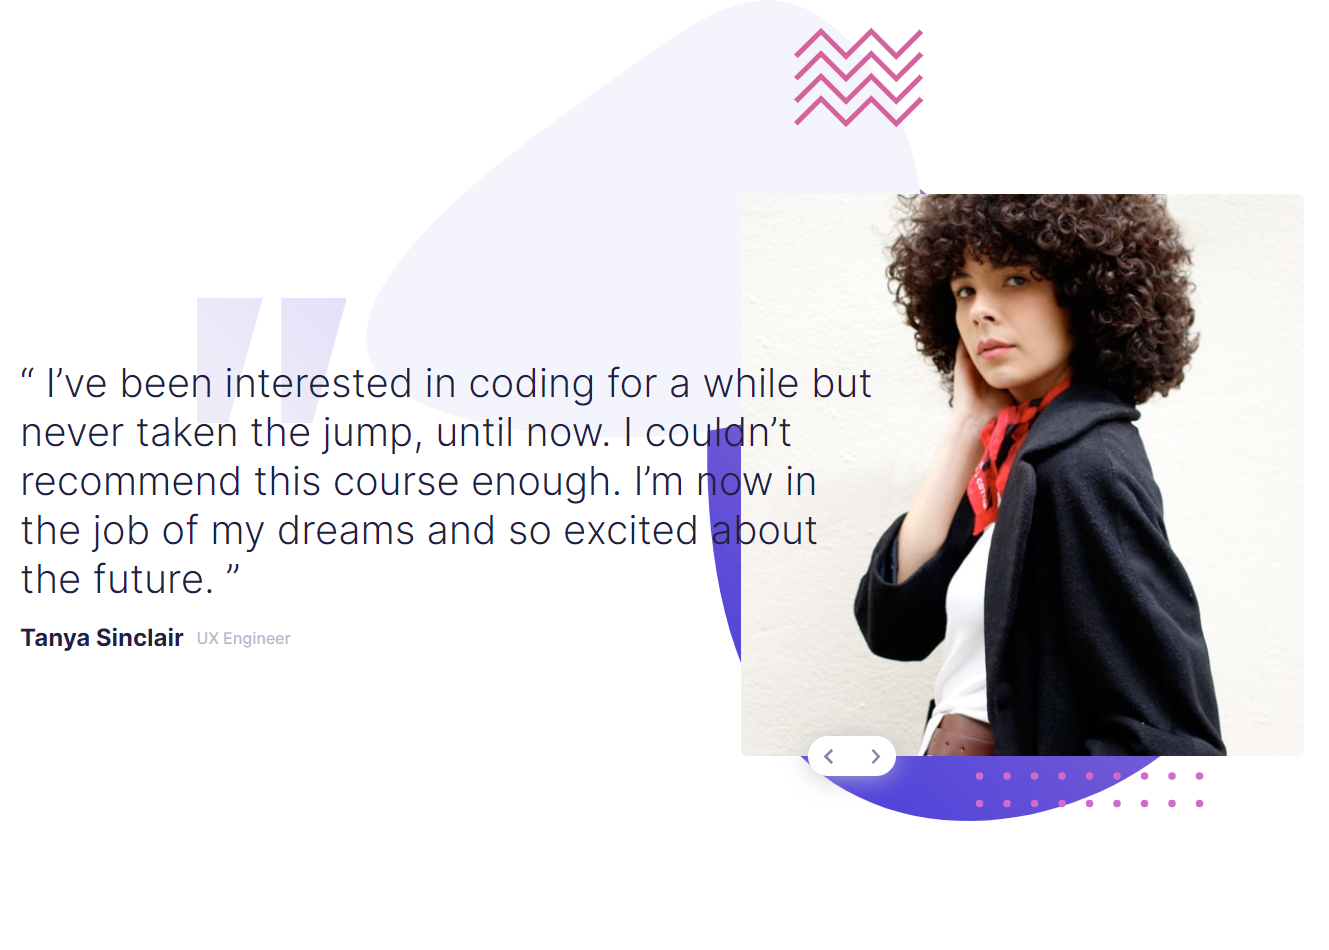 “ I’ve been interested in coding for a while but
never taken the jump, until now. I couldn’t
recommend this course enough. I’m now in
the job of my dreams and so excited about
the future. ”
Tanya Sinclair UX Engineer